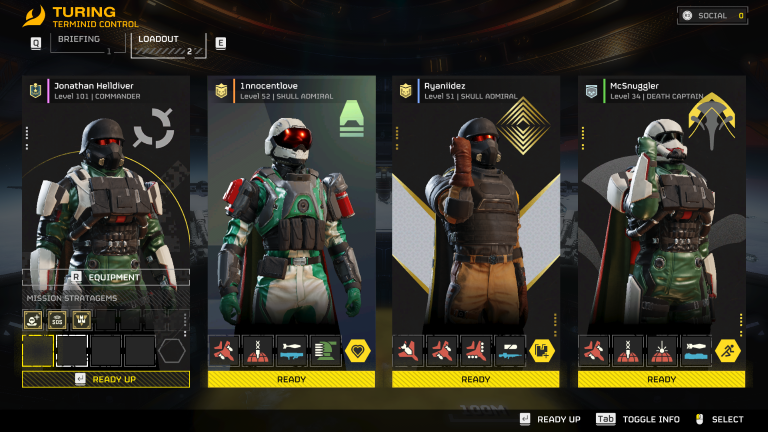 TURING
TERMINID CONTROL
SOCIAL 0
Q BRIEFING 1 LOADOUT 2 E
Jonathan Helldiver
Level 101 | COMMANDER
1nnocentlove
Level 52 | SKULL ADMIRAL
Ryaniidez
Level 51 | SKULL ADMIRAL
McSnuggler
Level 34 | DEATH CAPTAIN
R EQUIPMENT
MISSION STRATAGEMS
SOS
READY UP
READY
READY
READY
READY UP Tab TOGGLE INFO SELECT